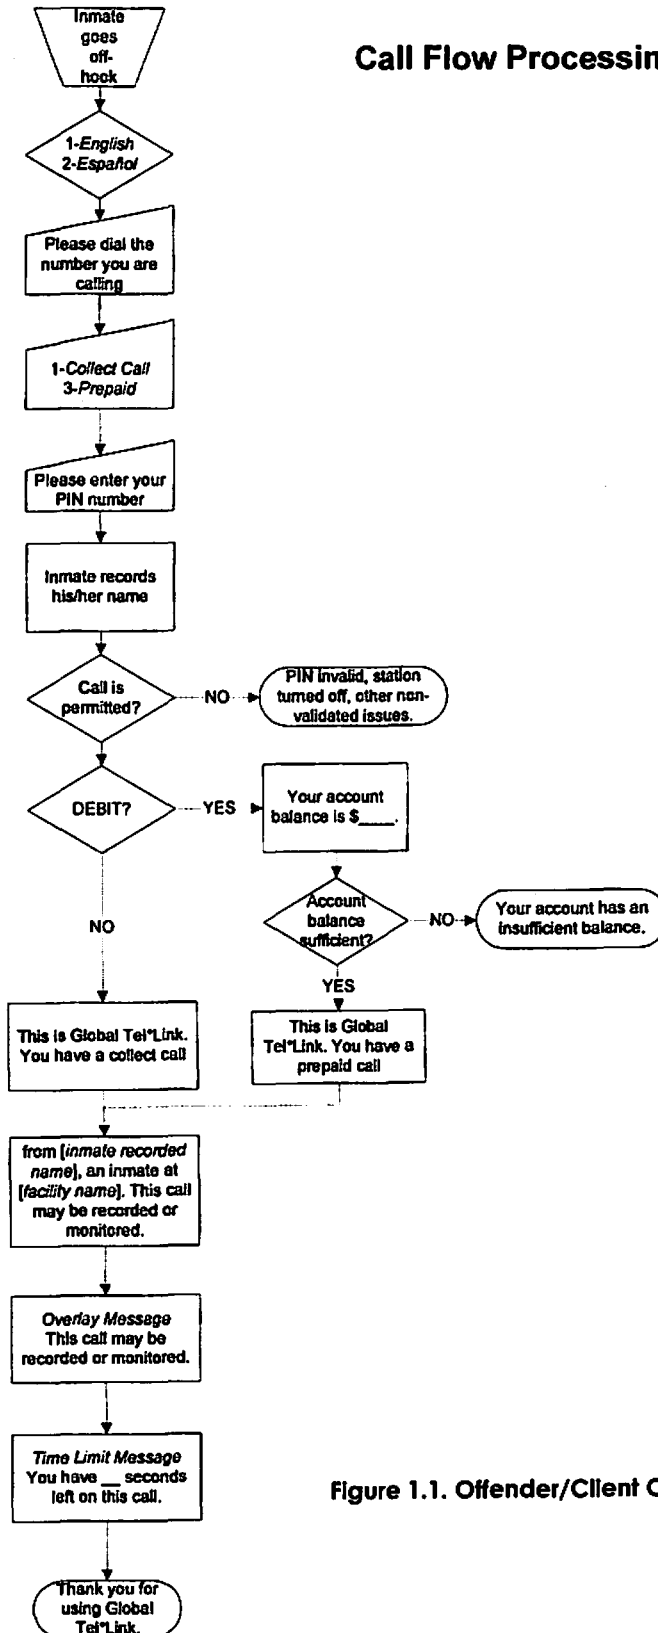 Inmate
goes
off-
hook
Call Flow Processin
1-English
2-Español
Please dial the
number you are
calling
1-Collect Call
3-Prepaid
Please enter your
PIN number
Inmate records
his/her name
Call is
permitted?
NO
PIN invalid, station
turned off, other non-
validated issues.
DEBIT?
YES
Your account
balance is $____.
NO
Account
balance
sufficient?
NO
Your account has an
insufficient balance.
YES
This is Global Tel*Link.
You have a collect call
This is Global
Tel*Link. You have a
prepaid call
from [inmate recorded
name], an inmate at
[facility name]. This call
may be recorded or
monitored.
Overlay Message
This call may be
recorded or monitored.
Time Limit Message
You have __ seconds
left on this call.
Figure 1.1. Offender/Client C
Thank you for
using Global
Tel*Link.